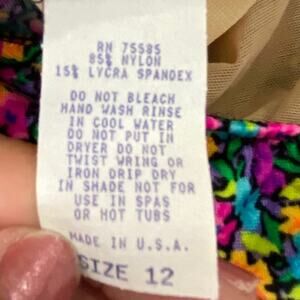 RN 75585
85% NYLON
15% LYCRA SPANDEX
DO NOT BLEACH
HAND WASH RINSE
IN COOL WATER
DO NOT PUT IN
DRYER DO NOT
TWIST WRING OR
IRON DRIP DRY
IN SHADE NOT FOR
USE IN SPAS
OR HOT TUBS
MADE IN U.S.A.
SIZE 12